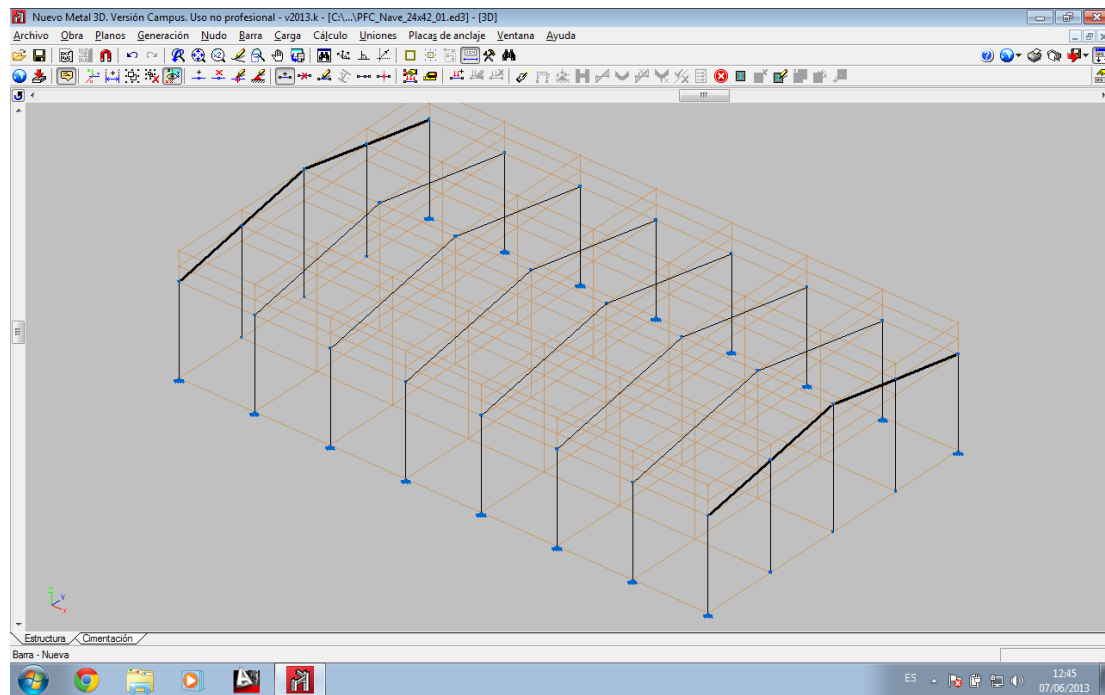 Nuevo Metal 3D. Versión Campus. Uso no profesional - v2013.k - [C:\...\PFC_Nave_24x42_01.ed3] - [3D]
Archivo Obra Planos Generación Nudo Barra Carga Cálculo Uniones Placas de anclaje Ventana Ayuda
Z
Y
X
Estructura Cimentación
Barra - Nueva
ES
12:45
07/06/2013